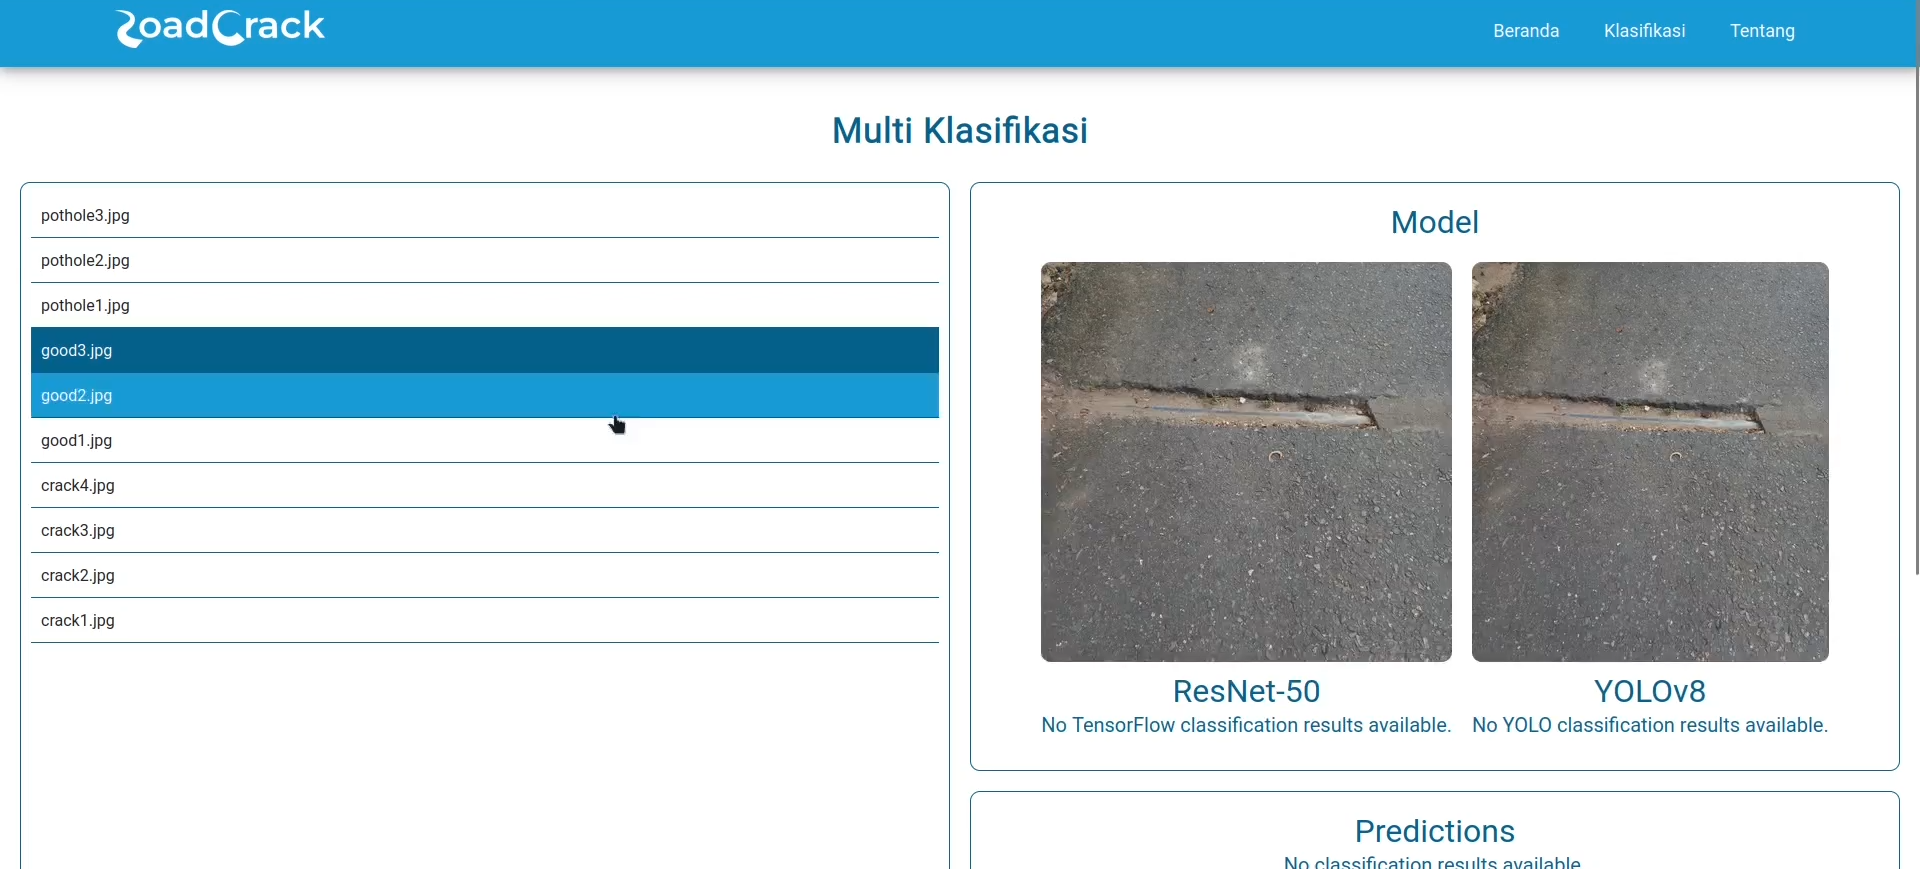 RoadCrack
Beranda Klasifikasi Tentang
Multi Klasifikasi
pothole3.jpg
pothole2.jpg
pothole1.jpg
good3.jpg
good2.jpg
good1.jpg
crack4.jpg
crack3.jpg
crack2.jpg
crack1.jpg
Model
ResNet-50
No TensorFlow classification results available.
YOLOv8
No YOLO classification results available.
Predictions
No classification results available